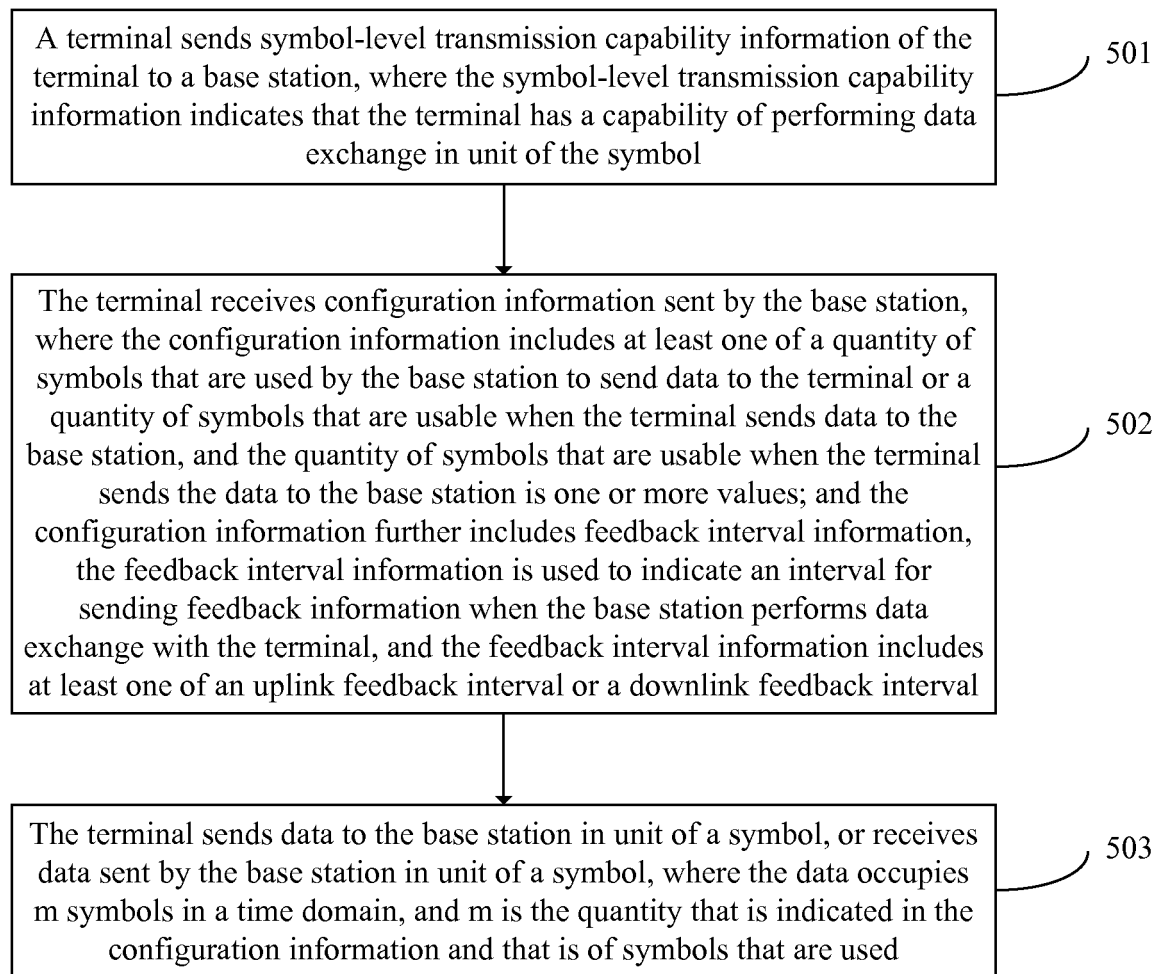 A terminal sends symbol-level transmission capability information of the
terminal to a base station, where the symbol-level transmission capability
information indicates that the terminal has a capability of performing data
exchange in unit of the symbol
501
The terminal receives configuration information sent by the base station,
where the configuration information includes at least one of a quantity of
symbols that are used by the base station to send data to the terminal or a
quantity of symbols that are usable when the terminal sends data to the
base station, and the quantity of symbols that are usable when the terminal
sends the data to the base station is one or more values; and the
configuration information further includes feedback interval information,
the feedback interval information is used to indicate an interval for
sending feedback information when the base station performs data
exchange with the terminal, and the feedback interval information includes
at least one of an uplink feedback interval or a downlink feedback interval
502
The terminal sends data to the base station in unit of a symbol, or receives
data sent by the base station in unit of a symbol, where the data occupies
m symbols in a time domain, and m is the quantity that is indicated in the
configuration information and that is of symbols that are used
503